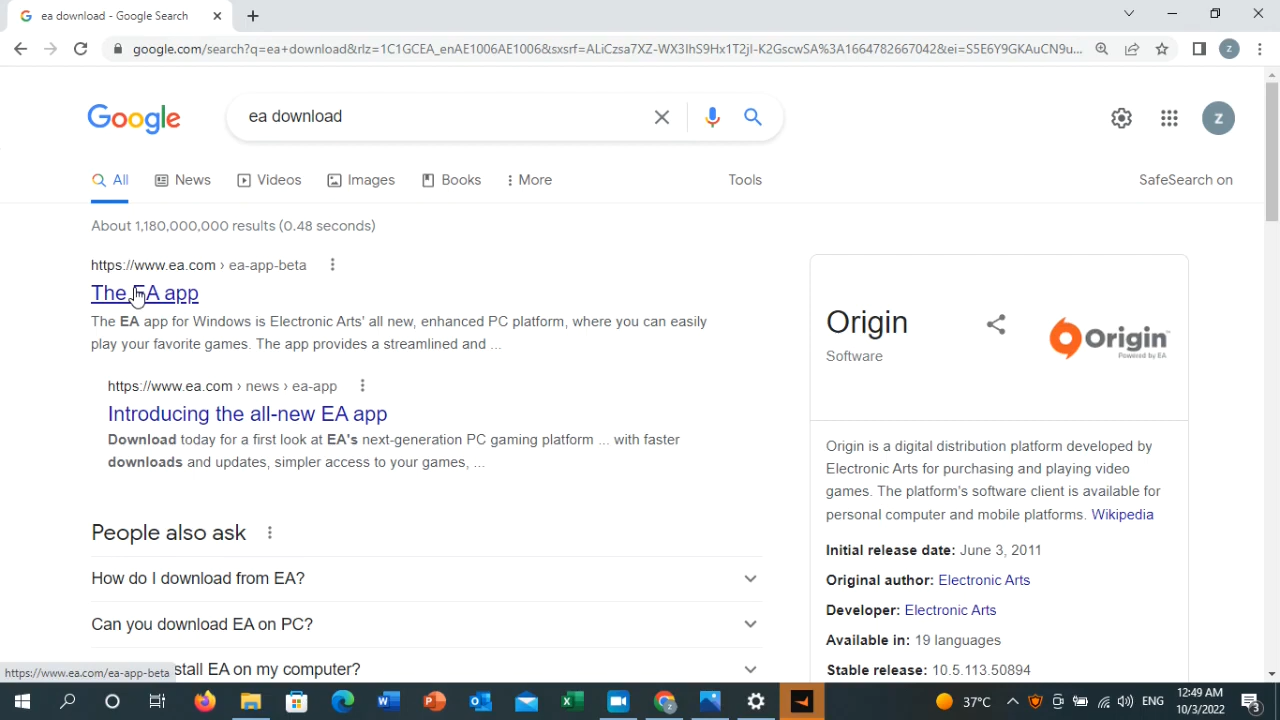 ea download - Google Search
google.com/search?q=ea+download&rlz=1C1GCEA_enAE1006AE1006&sxsrf=ALiCzsa7XZ-WX3IhS9Hx1T2jI-K2GscwSA%3A1664782667042&ei=S5E6Y9GKAuCN9u...
z
Google
ea download
z
All
News
Videos
Images
Books
More
Tools
SafeSearch on
About 1,180,000,000 results (0.48 seconds)
https://www.ea.com › ea-app-beta
The EA app
The EA app for Windows is Electronic Arts' all new, enhanced PC platform, where you can easily
play your favorite games. The app provides a streamlined and ...
https://www.ea.com › news › ea-app
Introducing the all-new EA app
Download today for a first look at EA's next-generation PC gaming platform ... with faster
downloads and updates, simpler access to your games, ...
People also ask
How do I download from EA?
Can you download EA on PC?
stall EA on my computer?
Origin
Software
Origin
Powered by EA
Origin is a digital distribution platform developed by
Electronic Arts for purchasing and playing video
games. The platform's software client is available for
personal computer and mobile platforms. Wikipedia
Initial release date: June 3, 2011
Original author: Electronic Arts
Developer: Electronic Arts
Available in: 19 languages
Stable release: 10.5.113.50894
https://www.ea.com/ea-app-beta
37°C
ENG
12:49 AM
10/3/2022
3